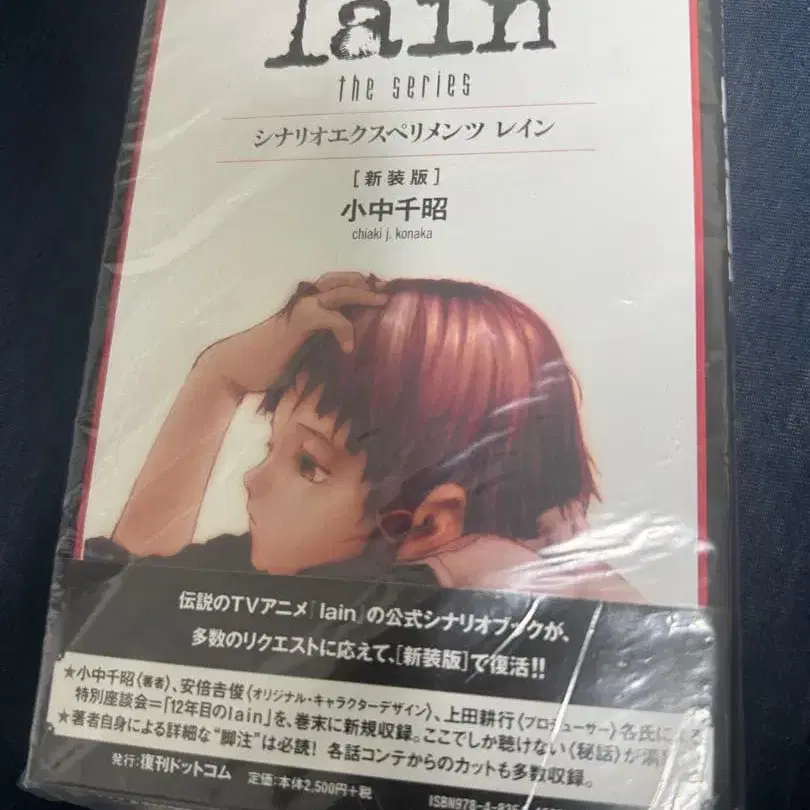 lain
the series
シナリオエクスペリメンツ レイン
[新装版]
小中千昭
chiaki j. konaka
伝説のTVアニメ『lain』の公式シナリオブックが、
多数のリクエストに応えて、[新装版]で復活!!
★小中千昭〈著者〉、安倍吉俊〈オリジナル・キャラクターデザイン〉、上田耕行〈プロデューサー〉各氏による
特別座談会=「12年目のlain」を、巻末に新規収録。ここでしか聴けない〈秘話〉が満
★著者自身による詳細な“脚注”は必読! 各話コンテからのカットも多数収録。
発行:復刊ドットコム 定価:本体2,500円+税
ISBN978-4-835